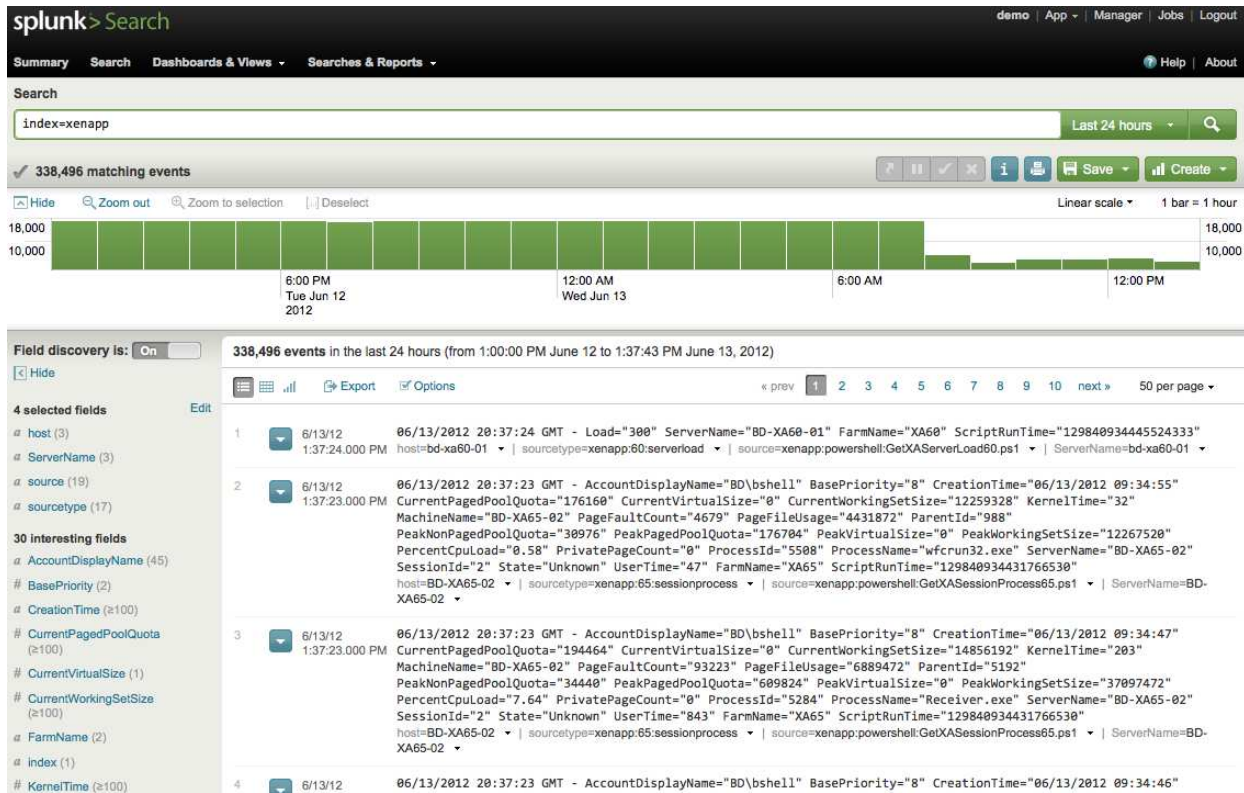 splunk> Search
demo | App | Manager | Jobs | Logout
Summary Search Dashboards & Views Searches & Reports
? Help | About
Search
index=xenapp
Last 24 hours
338,496 matching events
i Save Create
Hide Zoom out Zoom to selection [..] Deselect
Linear scale 1 bar = 1 hour
18,000 18,000
10,000 10,000
6:00 PM 12:00 AM 6:00 AM 12:00 PM
Tue Jun 12 Wed Jun 13
2012
Field discovery is: On
< Hide
4 selected fields Edit
a host (3)
a ServerName (3)
a source (19)
a sourcetype (17)
30 interesting fields
a AccountDisplayName (45)
# BasePriority (2)
a CreationTime (≥100)
# CurrentPagedPoolQuota
(≥100)
# CurrentVirtualSize (1)
# CurrentWorkingSetSize
(≥100)
a FarmName (2)
a index (1)
# KernelTime (≥100)
338,496 events in the last 24 hours (from 1:00:00 PM June 12 to 1:37:43 PM June 13, 2012)
Export Options
« prev 1 2 3 4 5 6 7 8 9 10 next » 50 per page
1 6/13/12 06/13/2012 20:37:24 GMT - Load="300" ServerName="BD-XA60-01" FarmName="XA60" ScriptRunTime="129840934445524333"
1:37:24.000 PM host=bd-xa60-01 | sourcetype=xenapp:60:serverload | source=xenapp:powershell:GetXAServerLoad60.ps1 | ServerName=bd-xa60-01
2 6/13/12 06/13/2012 20:37:23 GMT - AccountDisplayName="BD\bshell" BasePriority="8" CreationTime="06/13/2012 09:34:55"
1:37:23.000 PM CurrentPagedPoolQuota="176160" CurrentVirtualSize="0" CurrentWorkingSetSize="12259328" KernelTime="32"
MachineName="BD-XA65-02" PageFaultCount="4679" PageFileUsage="4431872" ParentId="988"
PeakNonPagedPoolQuota="30976" PeakPagedPoolQuota="176704" PeakVirtualSize="0" PeakWorkingSetSize="12267520"
PercentCpuLoad="0.58" PrivatePageCount="0" ProcessId="5508" ProcessName="wfcrun32.exe" ServerName="BD-XA65-02"
SessionId="2" State="Unknown" UserTime="47" FarmName="XA65" ScriptRunTime="129840934431766530"
host=BD-XA65-02 | sourcetype=xenapp:65:sessionprocess | source=xenapp:powershell:GetXASessionProcess65.ps1 | ServerName=BD-
XA65-02
3 6/13/12 06/13/2012 20:37:23 GMT - AccountDisplayName="BD\bshell" BasePriority="8" CreationTime="06/13/2012 09:34:47"
1:37:23.000 PM CurrentPagedPoolQuota="194464" CurrentVirtualSize="0" CurrentWorkingSetSize="14856192" KernelTime="203"
MachineName="BD-XA65-02" PageFaultCount="93223" PageFileUsage="6889472" ParentId="5192"
PeakNonPagedPoolQuota="34440" PeakPagedPoolQuota="609824" PeakVirtualSize="0" PeakWorkingSetSize="37097472"
PercentCpuLoad="7.64" PrivatePageCount="0" ProcessId="5284" ProcessName="Receiver.exe" ServerName="BD-XA65-02"
SessionId="2" State="Unknown" UserTime="843" FarmName="XA65" ScriptRunTime="129840934431766530"
host=BD-XA65-02 | sourcetype=xenapp:65:sessionprocess | source=xenapp:powershell:GetXASessionProcess65.ps1 | ServerName=BD-
XA65-02
4 6/13/12 06/13/2012 20:37:23 GMT - AccountDisplayName="BD\bshell" BasePriority="8" CreationTime="06/13/2012 09:34:46"